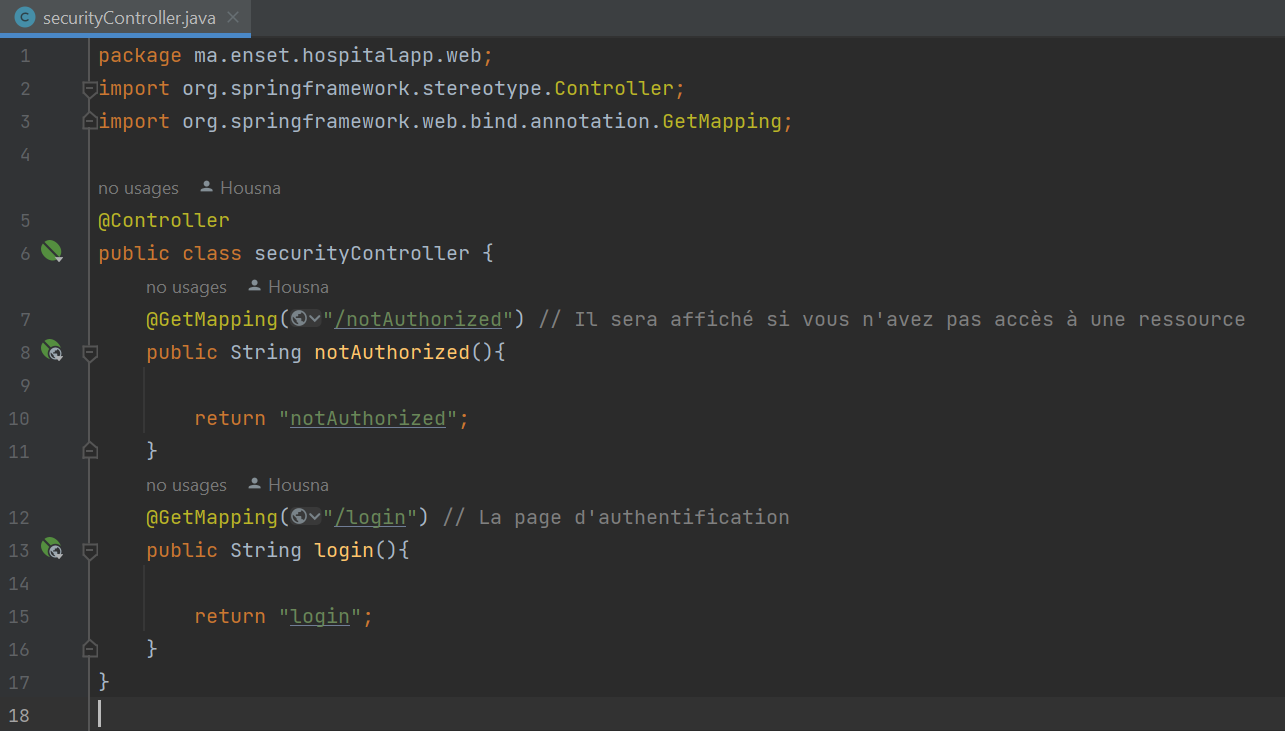 C securityController.java
1 package ma.enset.hospitalapp.web;
2 import org.springframework.stereotype.Controller;
3 import org.springframework.web.bind.annotation.GetMapping;
4
no usages Housna
5 @Controller
6 public class securityController {
no usages Housna
7 @GetMapping("/notAuthorized") // Il sera affiché si vous n'avez pas accès à une ressource
8 public String notAuthorized(){
9
10 return "notAuthorized";
11 }
no usages Housna
12 @GetMapping("/login") // La page d'authentification
13 public String login(){
14
15 return "login";
16 }
17 }
18